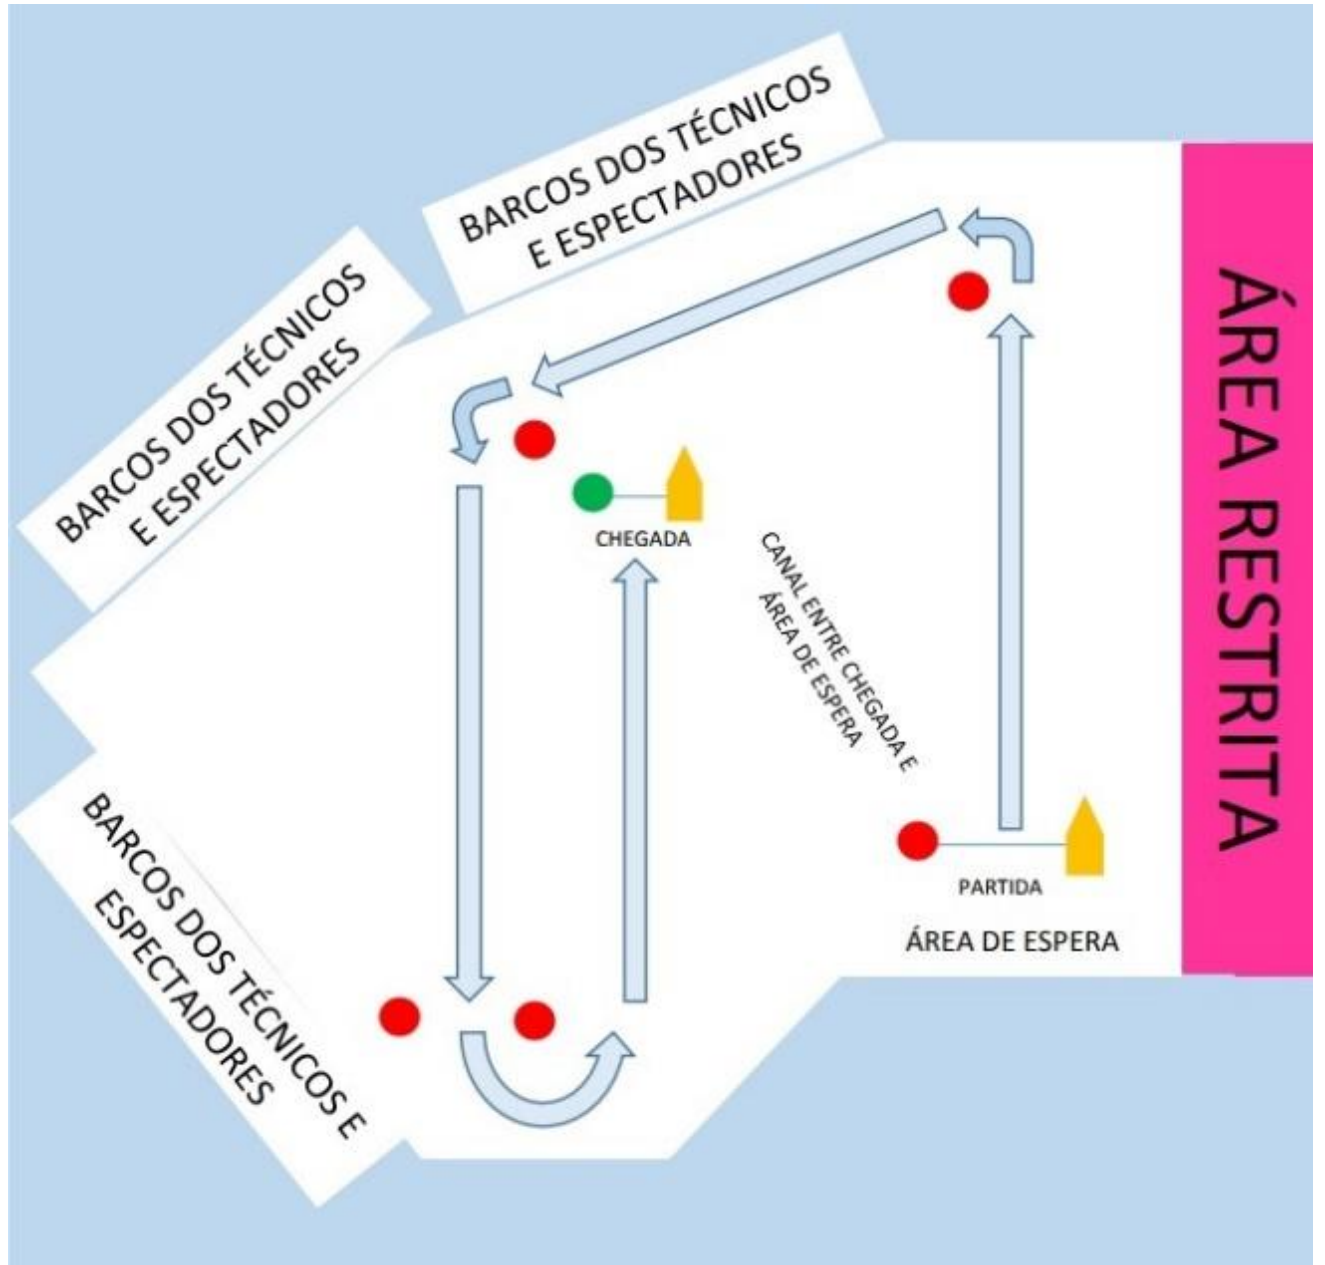 BARCOS DOS TÉCNICOS
E ESPECTADORES
BARCOS DOS TÉCNICOS
E ESPECTADORES
ÁREA RESTRITA
CHEGADA
CANAL ENTRE CHEGADA E
ÁREA DE ESPERA
PARTIDA
ÁREA DE ESPERA
BARCOS DOS TÉCNICOS E
ESPECTADORES